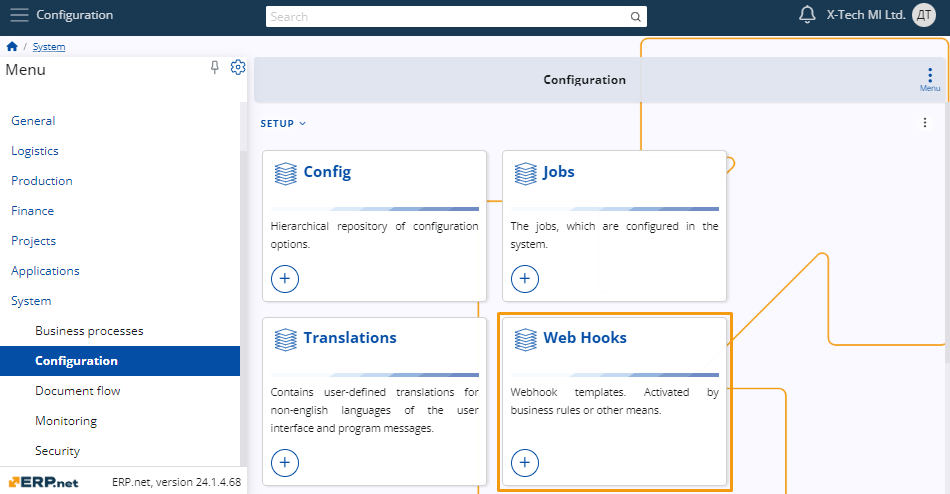 Configuration
Search
X-Tech MI Ltd.
ДТ
/ System
Menu
Configuration
Menu
General
Logistics
Production
Finance
Projects
Applications
System
Business processes
Configuration
Document flow
Monitoring
Security
ERP.net
ERP.net, version 24.1.4.68
SETUP
Config
Hierarchical repository of configuration
options.
Jobs
The jobs, which are configured in the
system.
Translations
Contains user-defined translations for
non-english languages of the user
interface and program messages.
Web Hooks
Webhook templates. Activated by
business rules or other means.